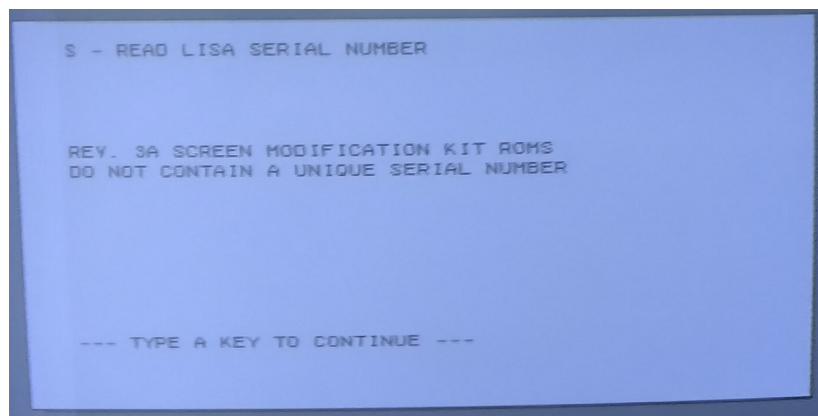 S - READ LISA SERIAL NUMBER
REV. 3A SCREEN MODIFICATION KIT ROMS
DO NOT CONTAIN A UNIQUE SERIAL NUMBER
--- TYPE A KEY TO CONTINUE ---